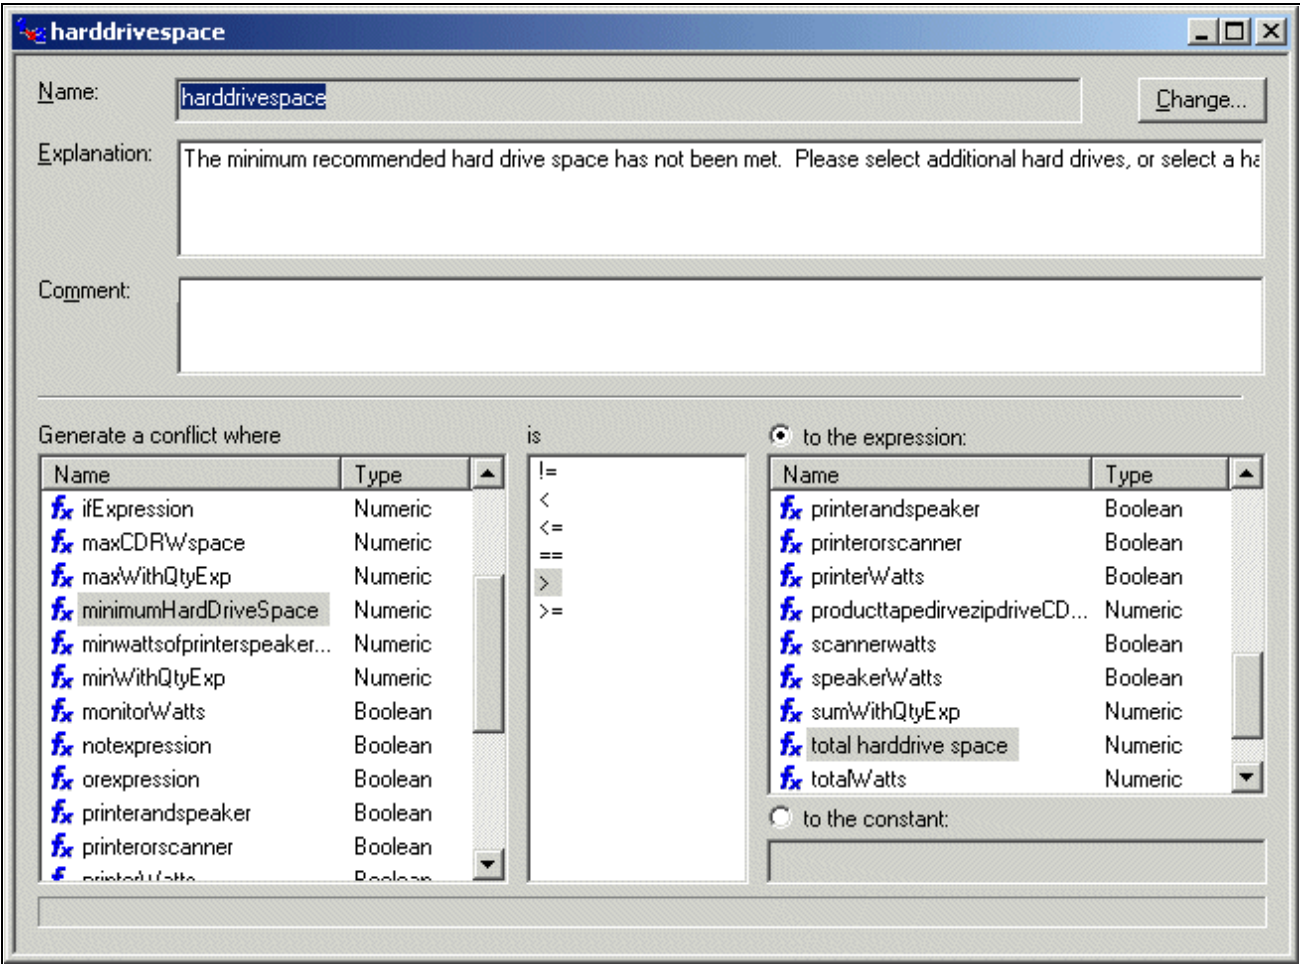 harddrivespace
Name: harddrivespace Change...
Explanation: The minimum recommended hard drive space has not been met. Please select additional hard drives, or select a ha
Comment:
Generate a conflict where is to the expression:
Name Type
ifExpression Numeric
maxCDRWspace Numeric
maxWithQtyExp Numeric
minimumHardDriveSpace Numeric
minwattsofprinterspeaker... Numeric
minWithQtyExp Numeric
monitorWatts Boolean
notexpression Boolean
orexpression Boolean
printerandspeaker Boolean
printerorscanner Boolean
printerWatts Boolean
!=
<
<=
==
>
>=
Name Type
printerandspeaker Boolean
printerorscanner Boolean
printerWatts Boolean
producttapedirvezipdriveCD... Numeric
scannerwatts Boolean
speakerWatts Boolean
sumWithQtyExp Numeric
total harddrive space Numeric
totalWatts Numeric
to the constant: